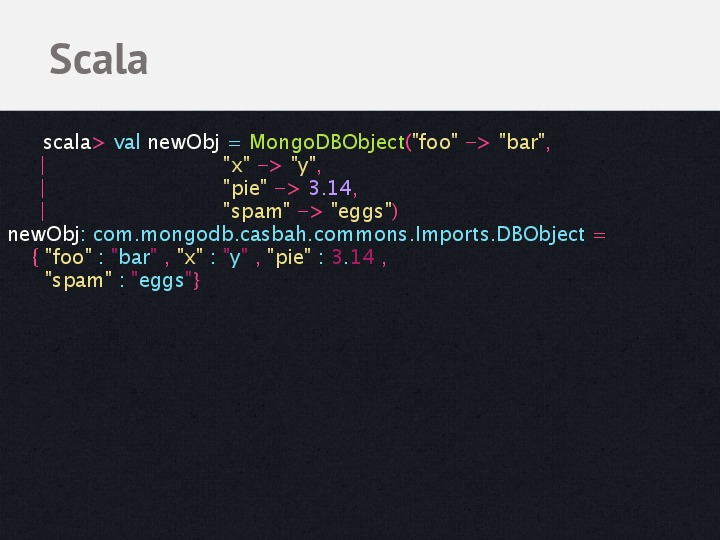 Scala
scala> val newObj = MongoDBObject("foo" -> "bar",
| "x" -> "y",
| "pie" -> 3.14,
| "spam" -> "eggs")
newObj: com.mongodb.casbah.commons.Imports.DBObject =
{ "foo" : "bar" , "x" : "y" , "pie" : 3.14 ,
"spam" : "eggs"}